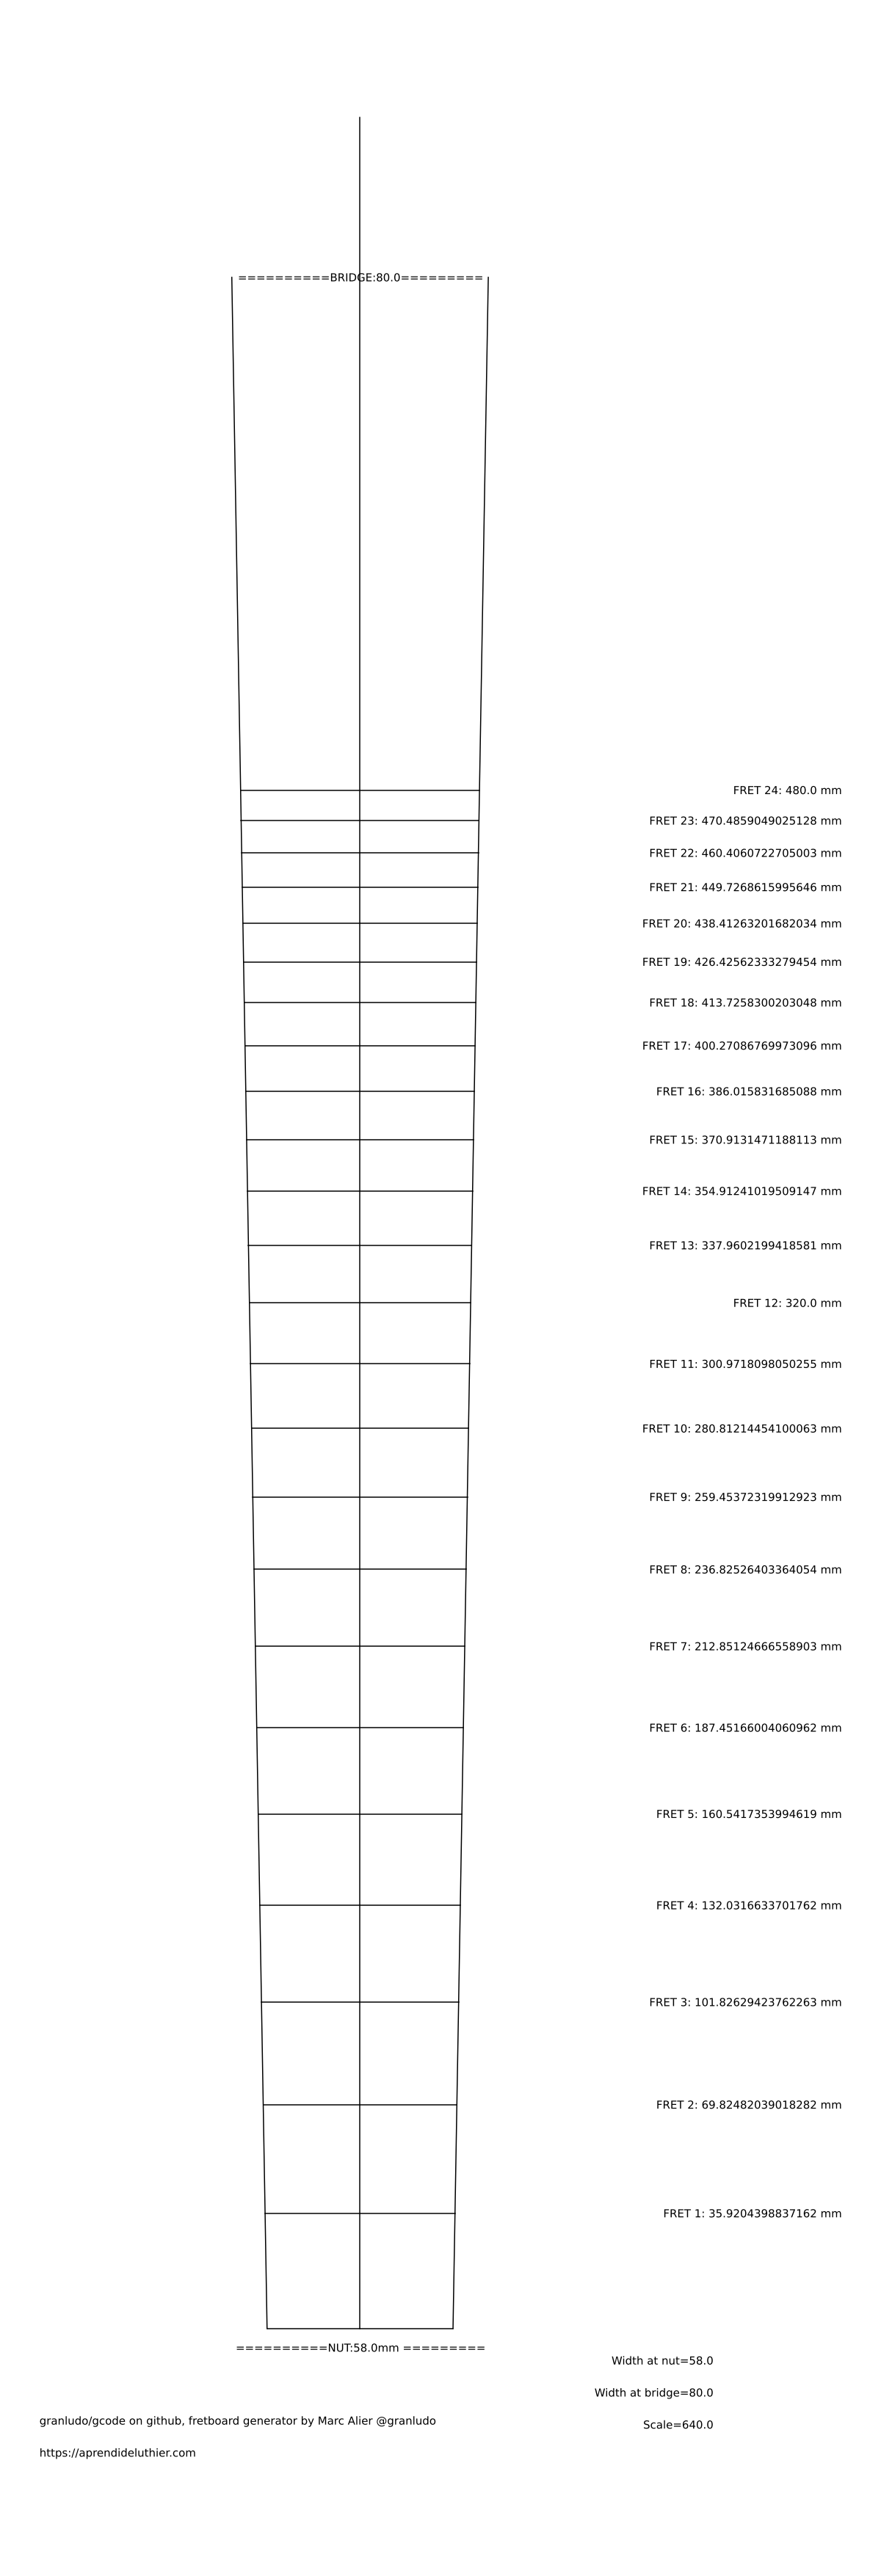 ==========BRIDGE:80.0=========
FRET 24: 480.0 mm
FRET 23: 470.4859049025128 mm
FRET 22: 460.4060722705003 mm
FRET 21: 449.7268615995646 mm
FRET 20: 438.41263201682034 mm
FRET 19: 426.42562333279454 mm
FRET 18: 413.7258300203048 mm
FRET 17: 400.27086769973096 mm
FRET 16: 386.015831685088 mm
FRET 15: 370.9131471188113 mm
FRET 14: 354.91241019509147 mm
FRET 13: 337.9602199418581 mm
FRET 12: 320.0 mm
FRET 11: 300.9718098050255 mm
FRET 10: 280.81214454100063 mm
FRET 9: 259.45372319912923 mm
FRET 8: 236.82526403364054 mm
FRET 7: 212.85124666558903 mm
FRET 6: 187.45166004060962 mm
FRET 5: 160.5417353994619 mm
FRET 4: 132.0316633701762 mm
FRET 3: 101.82629423762263 mm
FRET 2: 69.82482039018282 mm
FRET 1: 35.9204398837162 mm
==========NUT:58.0mm =========
Width at nut=58.0
Width at bridge=80.0
Scale=640.0
granludo/gcode on github, fretboard generator by Marc Alier @granludo
https://aprendideluthier.com